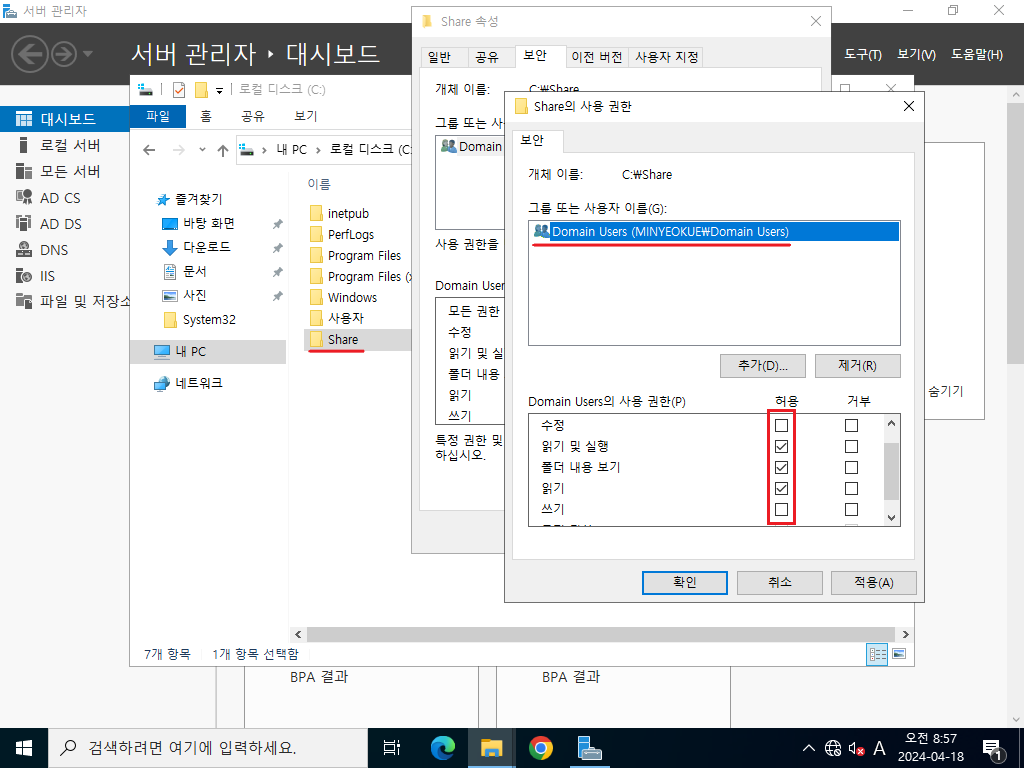 서버 관리자
서버 관리자 · 대시보드
도구(T) 보기(V) 도움말(H)
대시보드
로컬 서버
모든 서버
AD CS
AD DS
DNS
IIS
파일 및 저장소
로컬 디스크 (C:)
파일 홈 공유 보기
내 PC > 로컬 디스크 (C:
즐겨찾기
바탕 화면
다운로드
문서
사진
System32
내 PC
네트워크
이름
inetpub
PerfLogs
Program Files
Program Files (x
Windows
사용자
Share
7개 항목 1개 항목 선택함
Share 속성
일반 공유 보안 이전 버전 사용자 지정
개체 이름: C:\Share
그룹 또는 사
Domain
사용 권한을
Domain User
모든 권한
수정
읽기 및 실
폴더 내용
읽기
쓰기
특정 권한 및
하십시오.
Share의 사용 권한
보안
개체 이름: C:₩Share
그룹 또는 사용자 이름(G):
Domain Users (MINYEOKUE₩Domain Users)
추가(D)... 제거(R)
Domain Users의 사용 권한(P) 허용 거부
수정
읽기 및 실행
폴더 내용 보기
읽기
쓰기
확인 취소 적용(A)
숨기기
BPA 결과 BPA 결과
검색하려면 여기에 입력하세요.
A
오전 8:57
2024-04-18
1